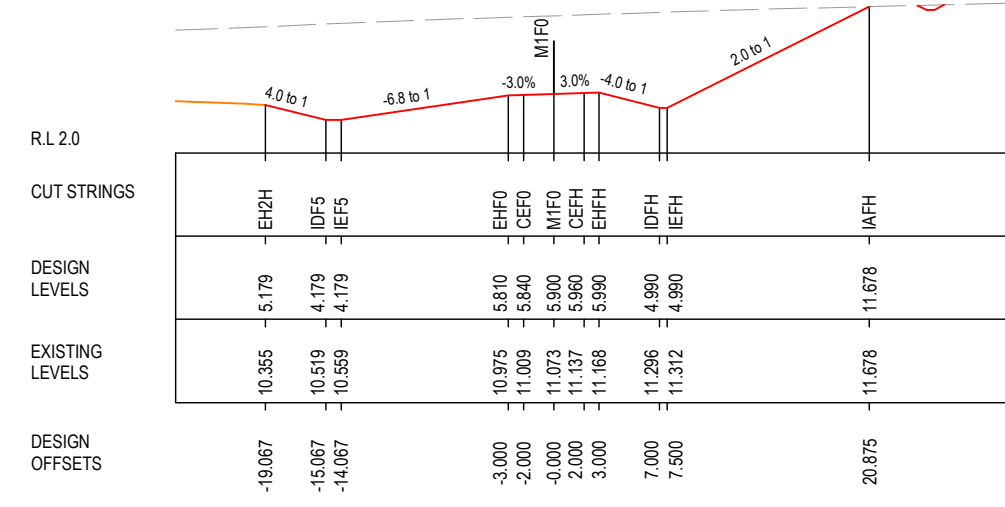 M1F0
2.0 to 1
4.0 to 1
-6.8 to 1
-3.0%
3.0%
-4.0 to 1
R.L 2.0
CUT STRINGS
EH2H IDF5 IEF5 EHF0 CEF0 M1F0 CEFH EHFH IDFH IEFH IAFH
DESIGN
LEVELS
5.179 4.179 4.179 5.810 5.840 5.900 5.960 5.990 4.990 4.990 11.678
EXISTING
LEVELS
10.355 10.519 10.559 10.975 11.009 11.073 11.137 11.168 11.296 11.312 11.678
DESIGN
OFFSETS
-19.067 -15.067 -14.067 -3.000 -2.000 -0.000 2.000 3.000 7.000 7.500 20.875